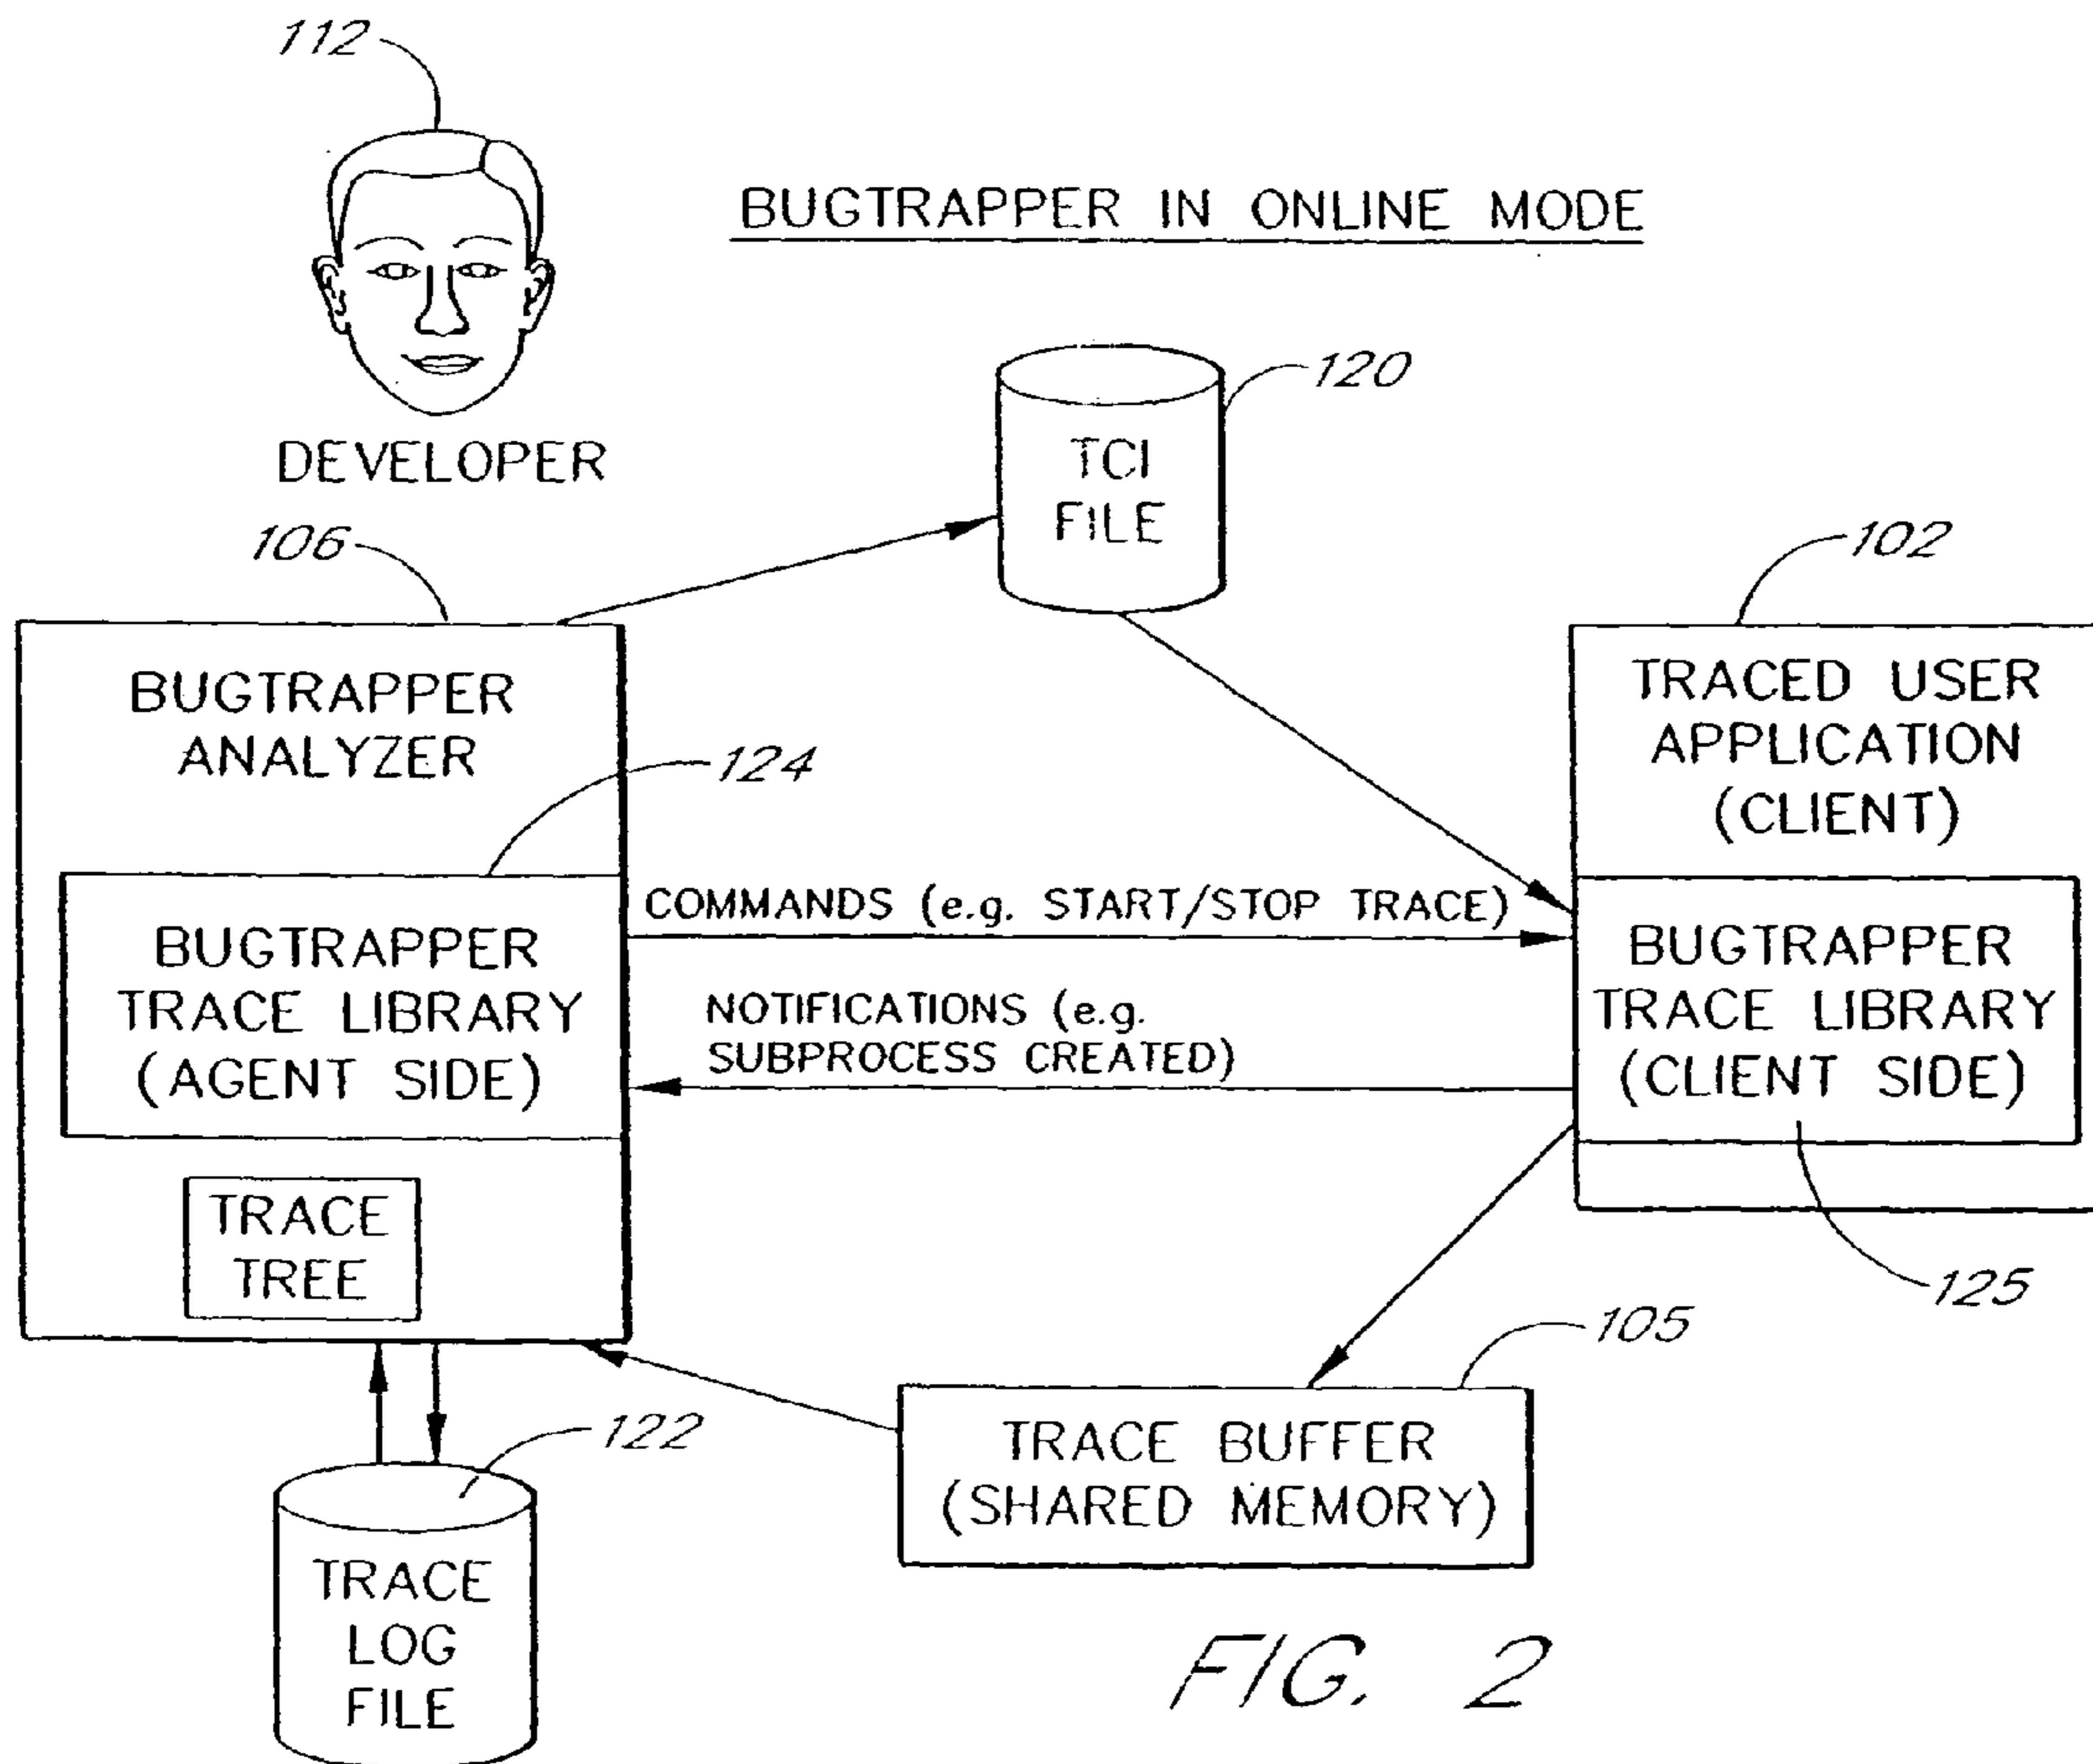 112
BUGTRAPPER IN ONLINE MODE
DEVELOPER
120
TCI
FILE
106
102
BUGTRAPPER
ANALYZER
124
TRACED USER
APPLICATION
(CLIENT)
BUGTRAPPER
TRACE LIBRARY
(AGENT SIDE)
COMMANDS (e.g. START/STOP TRACE)
NOTIFICATIONS (e.g.
SUBPROCESS CREATED)
BUGTRAPPER
TRACE LIBRARY
(CLIENT SIDE)
125
TRACE
TREE
105
TRACE BUFFER
(SHARED MEMORY)
122
TRACE
LOG
FILE
FIG. 2